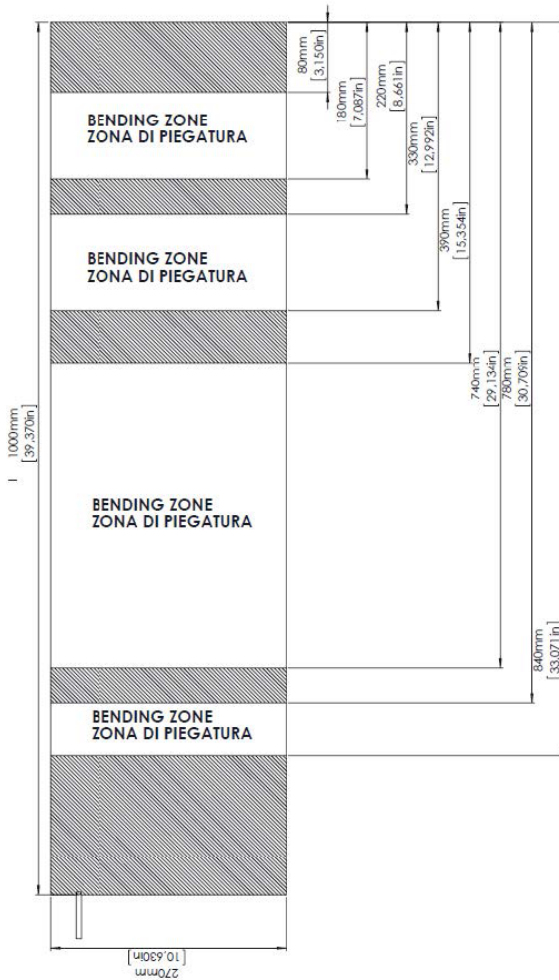 80mm
[3,150in]
180mm
[7,087in]
220mm
[8,661in]
330mm
[12,992in]
390mm
[15,354in]
BENDING ZONE
ZONA DI PIEGATURA
BENDING ZONE
ZONA DI PIEGATURA
740mm
[29,134in]
780mm
[30,709in]
1000mm
[39,370in]
BENDING ZONE
ZONA DI PIEGATURA
840mm
[33,071in]
BENDING ZONE
ZONA DI PIEGATURA
270mm
[10,630in]